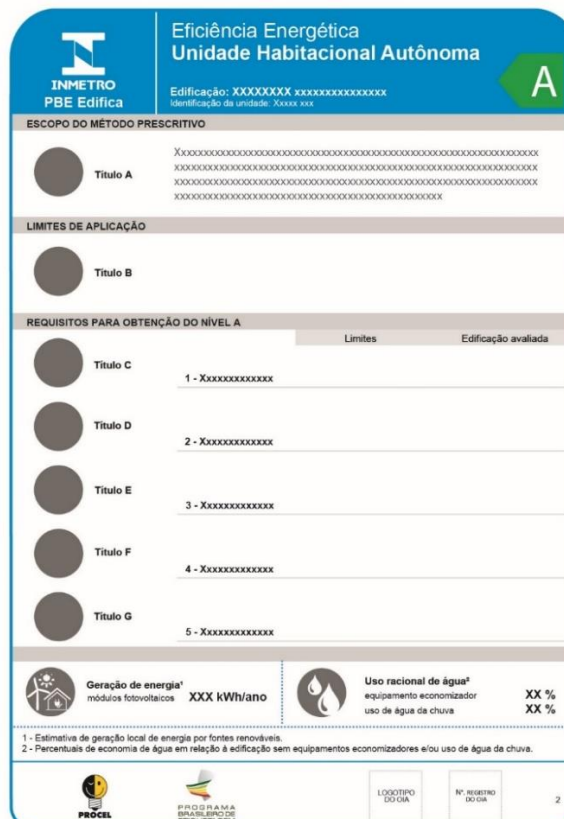 Eficiência Energética
Unidade Habitacional Autônoma
INMETRO
PBE Edifica
Edificação: XXXXXXXX xxxxxxxxxxxxxxx
Identificação da unidade: Xxxxx xxx
A
ESCOPO DO MÉTODO PRESCRITIVO
Título A
LIMITES DE APLICAÇÃO
Título B
REQUISITOS PARA OBTENÇÃO DO NÍVEL A
Limites
Edificação avaliada
Título C
1 - Xxxxxxxxxxxxx
Título D
2 - Xxxxxxxxxxxxx
Título E
3 - Xxxxxxxxxxxxx
Título F
4 - Xxxxxxxxxxxxx
Título G
5 - Xxxxxxxxxxxxx
Geração de energia¹
módulos fotovoltaicos XXX kWh/ano
Uso racional de água²
equipamento economizador XX %
uso de água da chuva XX %
1 - Estimativa de geração local de energia por fontes renováveis.
2 - Percentuais de economia de água em relação à edificação sem equipamentos economizadores e/ou uso de água da chuva.
PROCEL
PROGRAMA
BRASILEIRO DE
LOGOTIPO
DO OIA
Nº. REGISTRO
DO OIA
2